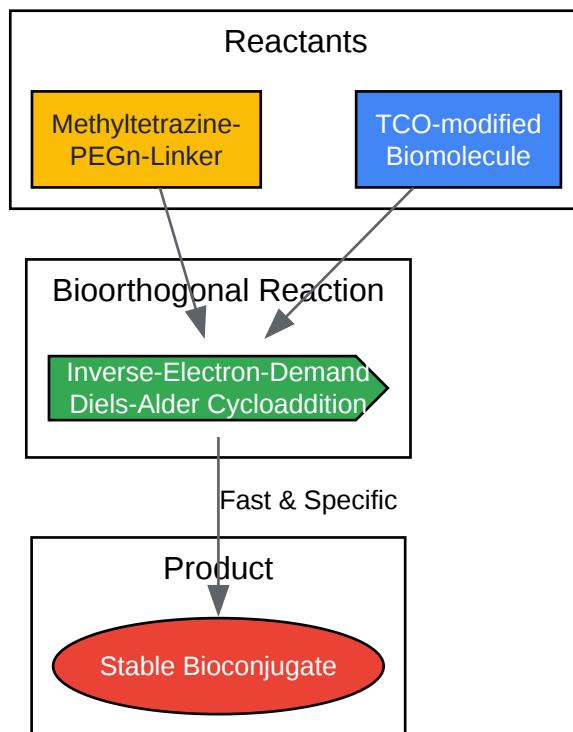 Reactants
Methyltetrazine-
PEGn-Linker
TCO-modified
Biomolecule
Bioorthogonal Reaction
Inverse-Electron-Demand
Diels-Alder Cycloaddition
Fast & Specific
Product
Stable Bioconjugate